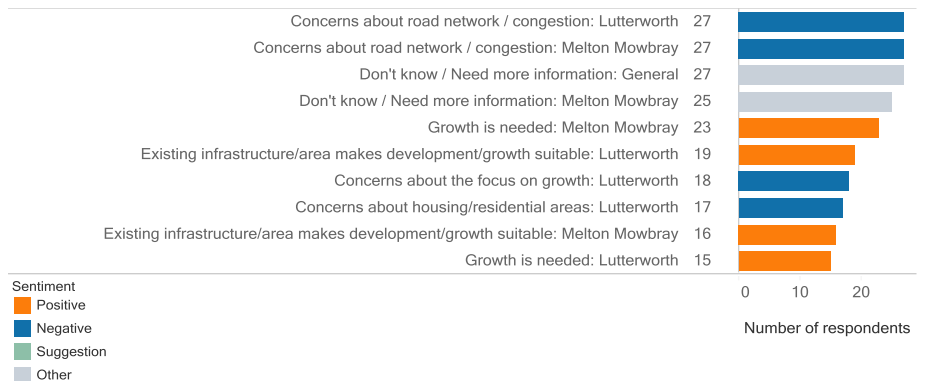 Concerns about road network / congestion: Lutterworth 27
Concerns about road network / congestion: Melton Mowbray 27
Don't know / Need more information: General 27
Don't know / Need more information: Melton Mowbray 25
Growth is needed: Melton Mowbray 23
Existing infrastructure/area makes development/growth suitable: Lutterworth 19
Concerns about the focus on growth: Lutterworth 18
Concerns about housing/residential areas: Lutterworth 17
Existing infrastructure/area makes development/growth suitable: Melton Mowbray 16
Growth is needed: Lutterworth 15
0 10 20
Number of respondents
Sentiment
Positive
Negative
Suggestion
Other